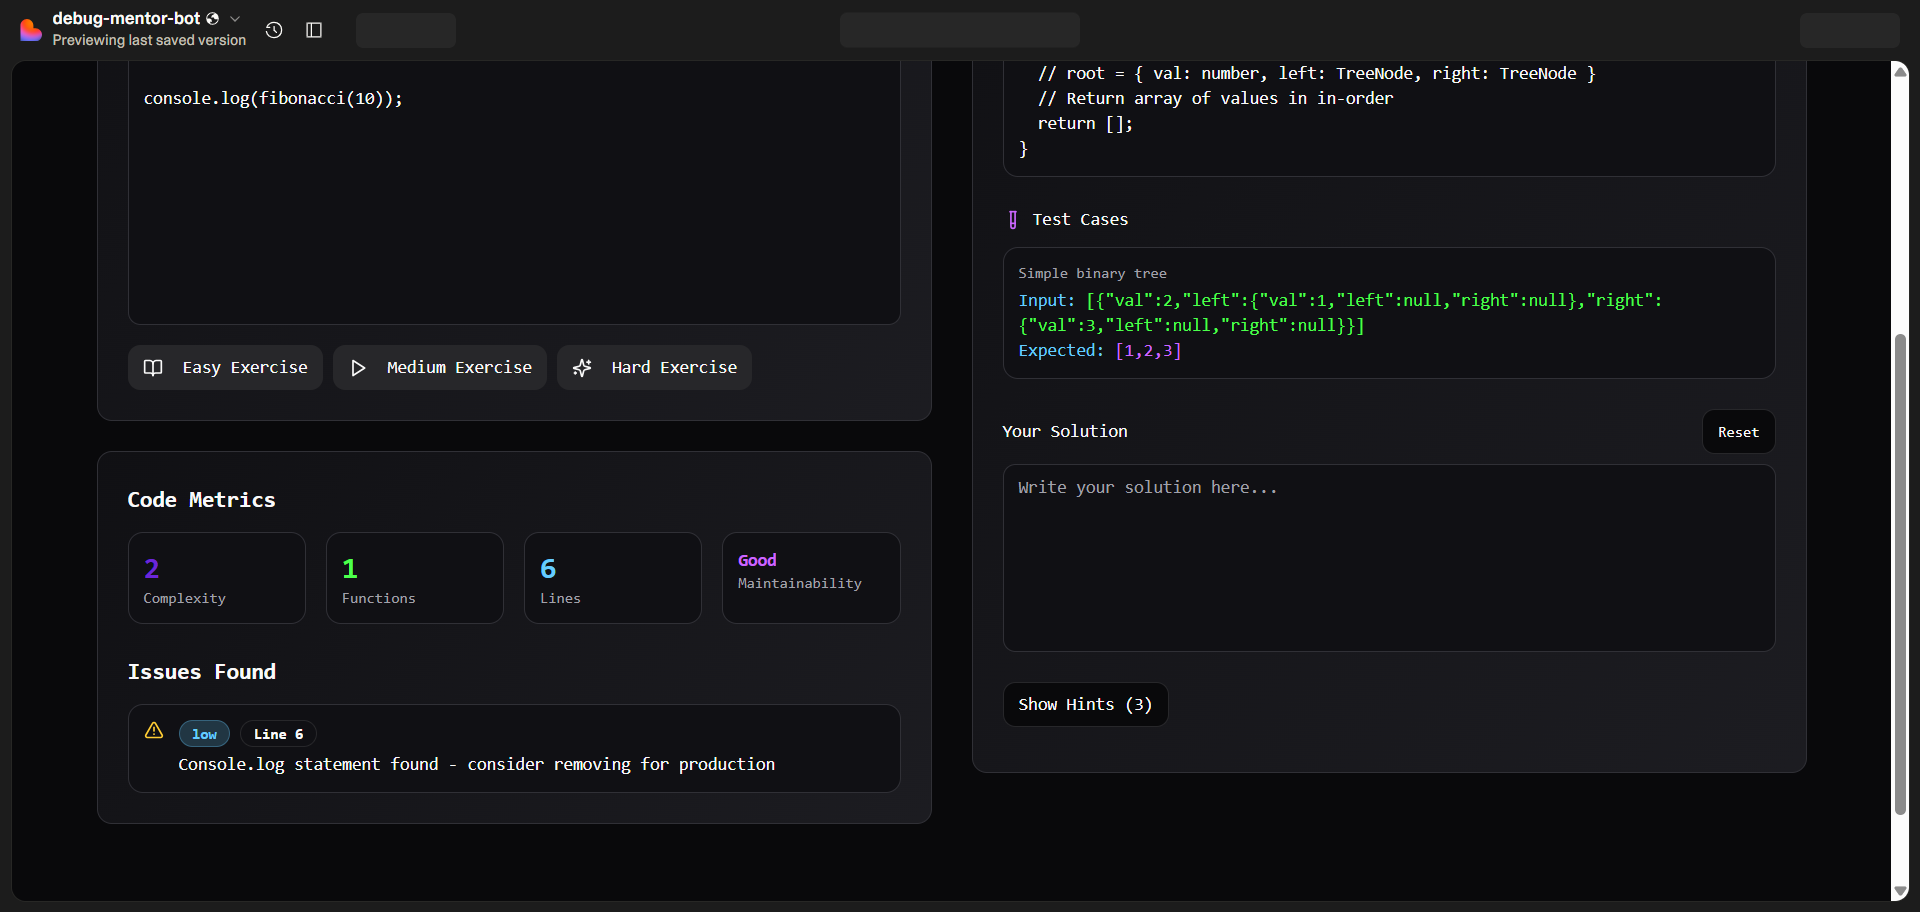 debug-mentor-bot
Previewing last saved version
console.log(fibonacci(10));
Easy Exercise
Medium Exercise
Hard Exercise
Code Metrics
2
Complexity
1
Functions
6
Lines
Good
Maintainability
Issues Found
low
Line 6
Console.log statement found - consider removing for production
// root = { val: number, left: TreeNode, right: TreeNode }
// Return array of values in in-order
return [];
}
Test Cases
Simple binary tree
Input: [{"val":2,"left":{"val":1,"left":null,"right":null},"right":
{"val":3,"left":null,"right":null}}]
Expected: [1,2,3]
Your Solution
Reset
Write your solution here...
Show Hints (3)